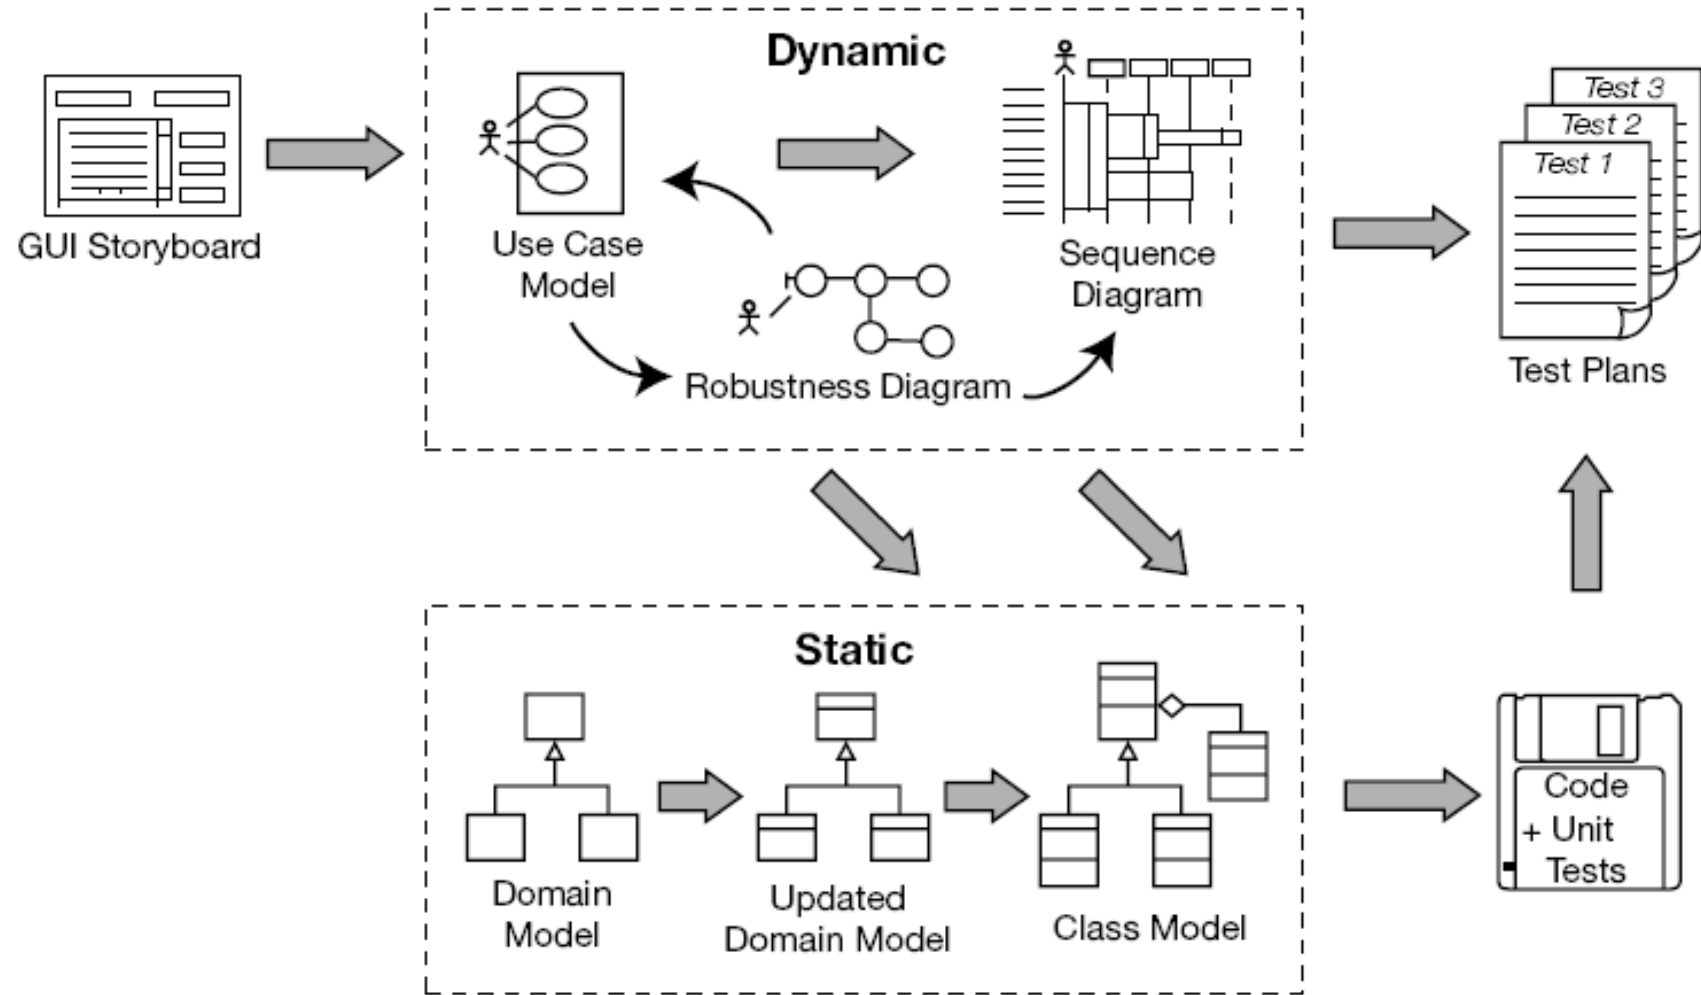 Dynamic
GUI Storyboard
Use Case
Model
Robustness Diagram
Sequence
Diagram
Test 3
Test 2
Test 1
Test Plans
Static
Domain
Model
Updated
Domain Model
Class Model
Code
+ Unit
Tests